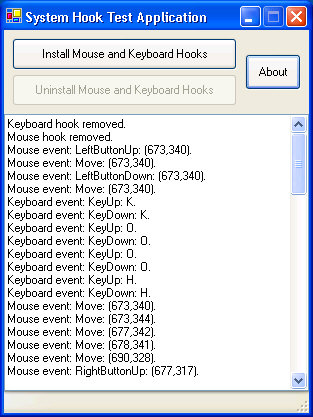 System Hook Test Application
Install Mouse and Keyboard Hooks
Uninstall Mouse and Keyboard Hooks
About
Keyboard hook removed.
Mouse hook removed.
Mouse event: LeftButtonUp: (673,340).
Mouse event: Move: (673,340).
Mouse event: LeftButtonDown: (673,340).
Mouse event: Move: (673,340).
Keyboard event: KeyUp: K.
Keyboard event: KeyDown: K.
Keyboard event: KeyUp: O.
Keyboard event: KeyDown: O.
Keyboard event: KeyUp: O.
Keyboard event: KeyDown: O.
Keyboard event: KeyUp: H.
Keyboard event: KeyDown: H.
Mouse event: Move: (673,340).
Mouse event: Move: (673,344).
Mouse event: Move: (677,342).
Mouse event: Move: (678,341).
Mouse event: Move: (690,328).
Mouse event: RightButtonUp: (677,317).